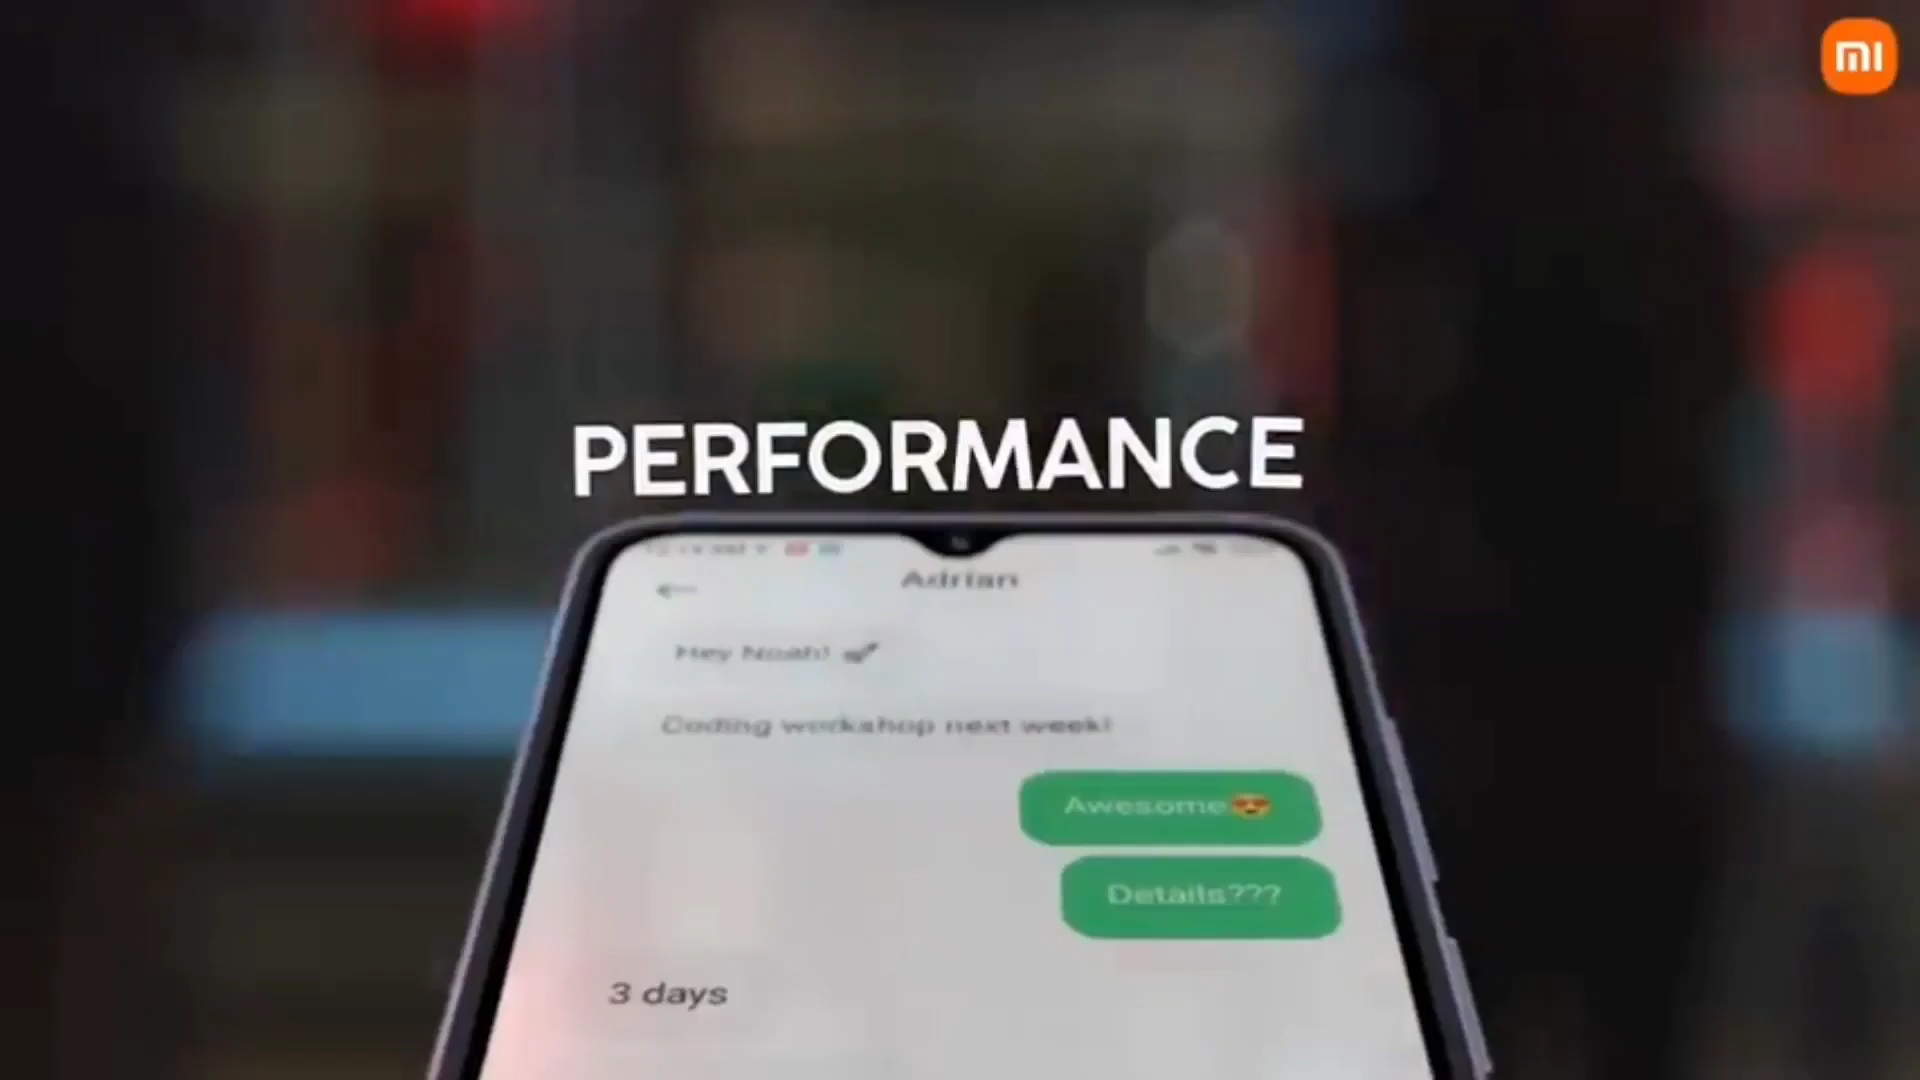 mi
PERFORMANCE
Adrian
Hey Noah!
Coding workshop next week!
Awesome😍
Details???
3 days